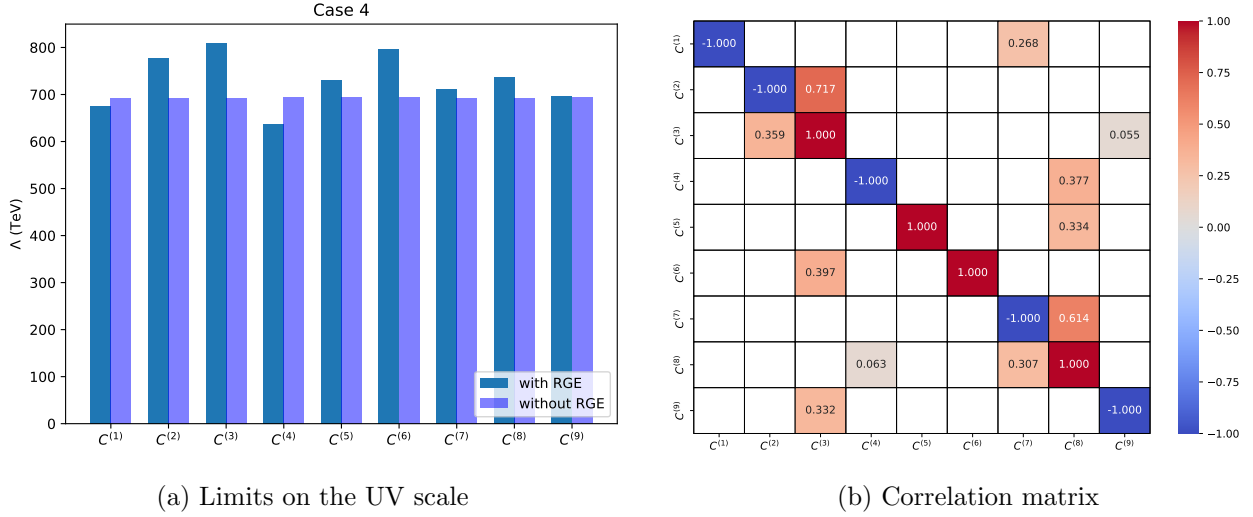 Case 4
800
700
600
500
400
300
200
100
0
Λ (TeV)
with RGE
without RGE
C(1) C(2) C(3) C(4) C(5) C(6) C(7) C(8) C(9)
(a) Limits on the UV scale
C(1) -1.000 0.268
C(2) -1.000 0.717
C(3) 0.359 1.000 0.055
C(4) -1.000 0.377
C(5) 1.000 0.334
C(6) 0.397 1.000
C(7) -1.000 0.614
C(8) 0.063 0.307 1.000
C(9) 0.332 -1.000
C(1) C(2) C(3) C(4) C(5) C(6) C(7) C(8) C(9)
1.00
0.75
0.50
0.25
0.00
−0.25
−0.50
−0.75
−1.00
(b) Correlation matrix